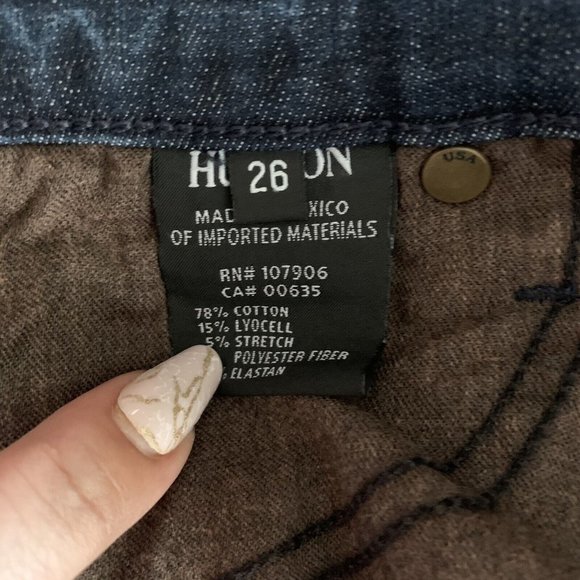 26
USA
OF IMPORTED MATERIALS
RN# 107906
CA# 00635
78% COTTON
15% LYOCELL
5% STRETCH
POLYESTER FIBER
ELASTAN